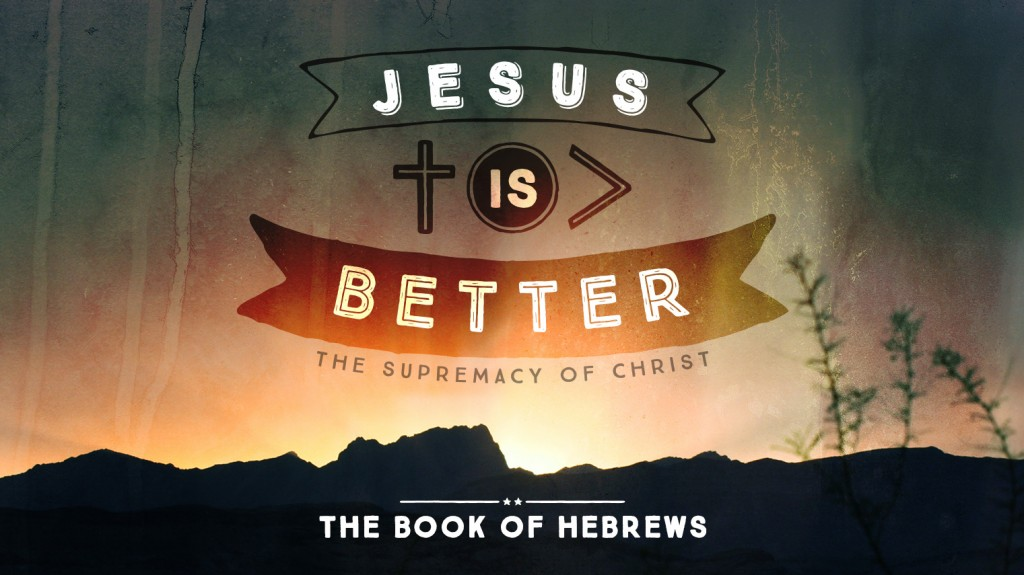 JESUS
IS >
BETTER
THE SUPREMACY OF CHRIST
THE BOOK OF HEBREWS